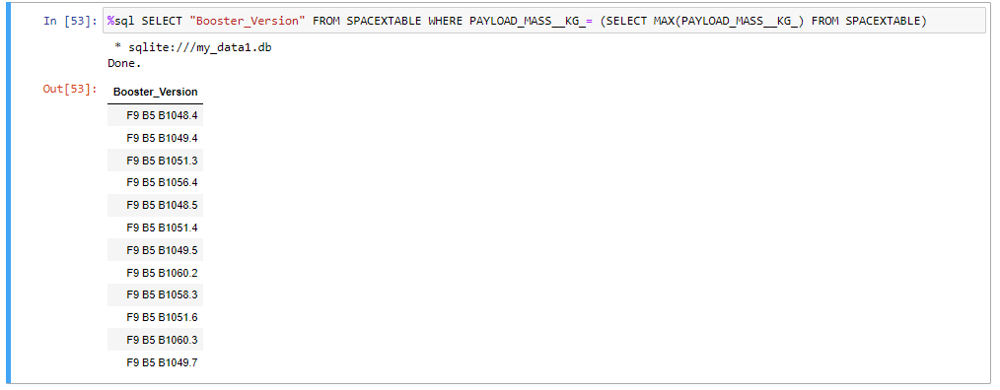 In [53]: %sql SELECT "Booster_Version" FROM SPACEXTABLE WHERE PAYLOAD_MASS__KG_= (SELECT MAX(PAYLOAD_MASS__KG_) FROM SPACEXTABLE)
* sqlite:///my_data1.db
Done.
Out[53]: Booster_Version
F9 B5 B1048.4
F9 B5 B1049.4
F9 B5 B1051.3
F9 B5 B1056.4
F9 B5 B1048.5
F9 B5 B1051.4
F9 B5 B1049.5
F9 B5 B1060.2
F9 B5 B1058.3
F9 B5 B1051.6
F9 B5 B1060.3
F9 B5 B1049.7